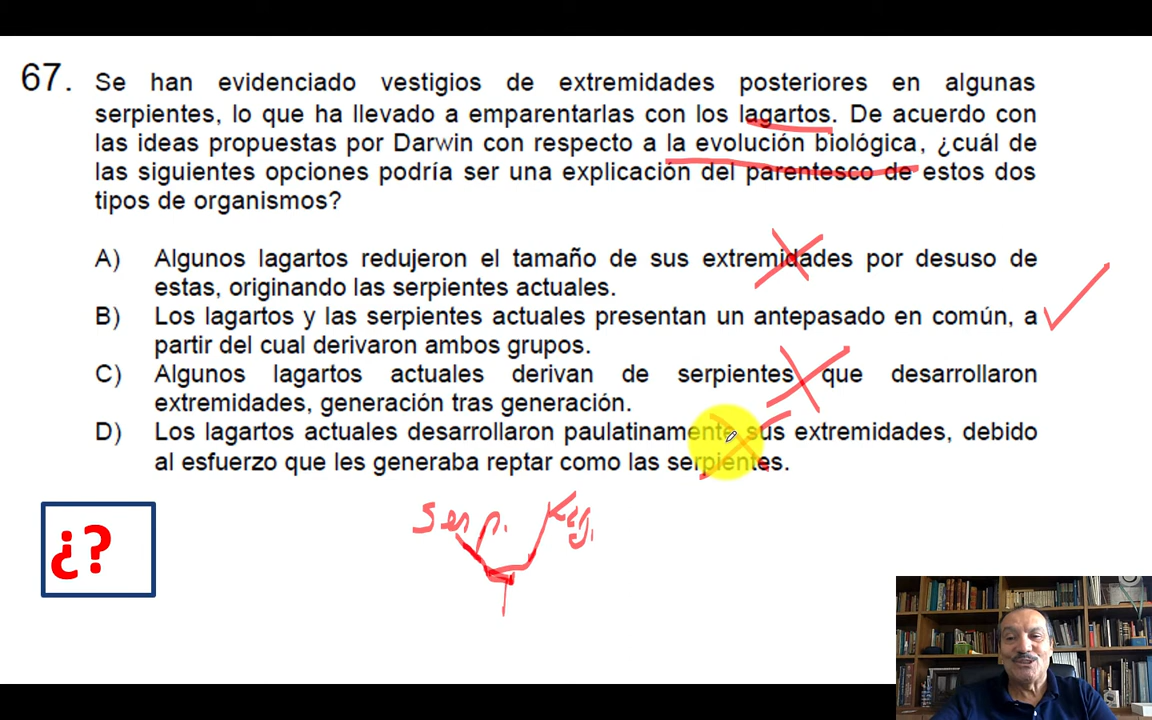 67. Se han evidenciado vestigios de extremidades posteriores en algunas
serpientes, lo que ha llevado a emparentarlas con los lagartos. De acuerdo con
las ideas propuestas por Darwin con respecto a la evolución biológica, ¿cuál de
las siguientes opciones podría ser una explicación del parentesco de estos dos
tipos de organismos?
A) Algunos lagartos redujeron el tamaño de sus extremidades por desuso de
estas, originando las serpientes actuales.
B) Los lagartos y las serpientes actuales presentan un antepasado en común, a
partir del cual derivaron ambos grupos.
C) Algunos lagartos actuales derivan de serpientes que desarrollaron
extremidades, generación tras generación.
D) Los lagartos actuales desarrollaron paulatinamente sus extremidades, debido
al esfuerzo que les generaba reptar como las serpientes.
Serp.
¿?